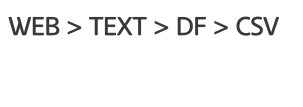 WEB > TEXT > DF > CSV